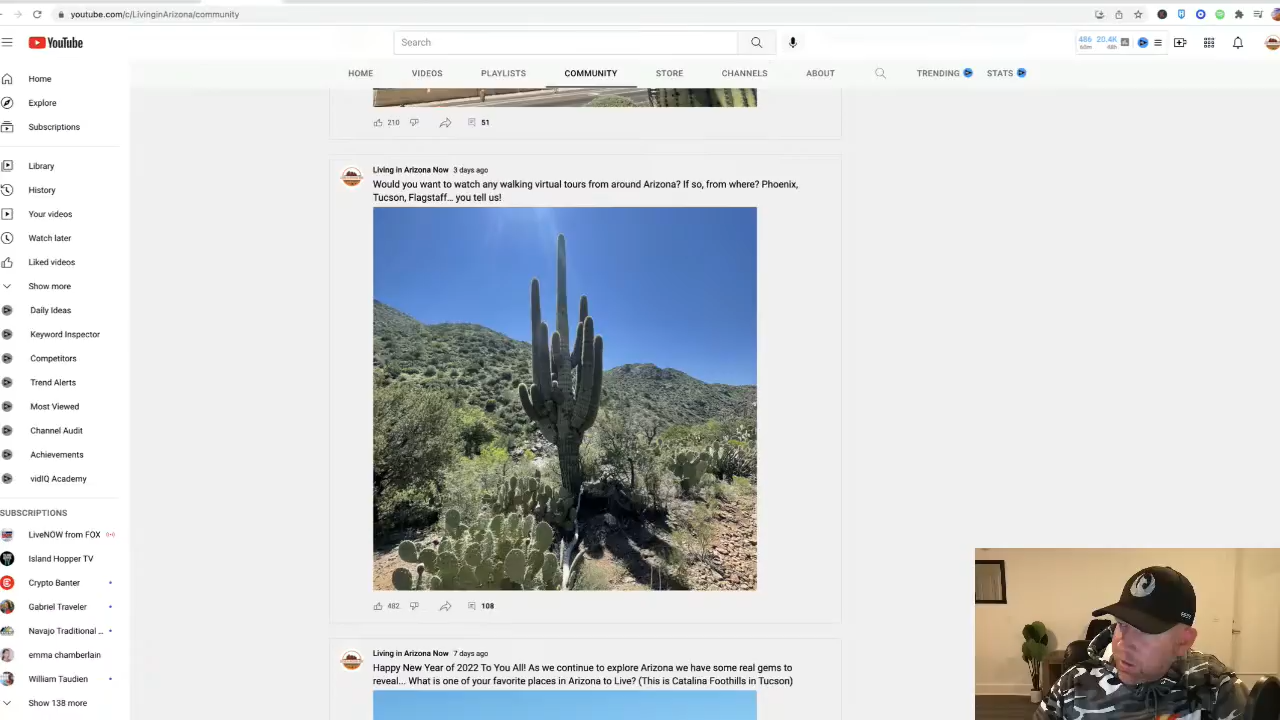 youtube.com/c/LivinginArizona/community
YouTube
Search
486 20.4K
60m 48h
HOME VIDEOS PLAYLISTS COMMUNITY STORE CHANNELS ABOUT TRENDING STATS
Home
Explore
Subscriptions
Library
History
Your videos
Watch later
Liked videos
Show more
Daily Ideas
Keyword Inspector
Competitors
Trend Alerts
Most Viewed
Channel Audit
Achievements
vidIQ Academy
SUBSCRIPTIONS
LiveNOW from FOX
Island Hopper TV
Crypto Banter
Gabriel Traveler
Navajo Traditional ...
emma chamberlain
William Taudien
Show 138 more
210 51
Living in Arizona Now 3 days ago
Would you want to watch any walking virtual tours from around Arizona? If so, from where? Phoenix,
Tucson, Flagstaff... you tell us!
482 108
Living in Arizona Now 7 days ago
Happy New Year of 2022 To You All! As we continue to explore Arizona we have some real gems to
reveal... What is one of your favorite places in Arizona to Live? (This is Catalina Foothills in Tucson)